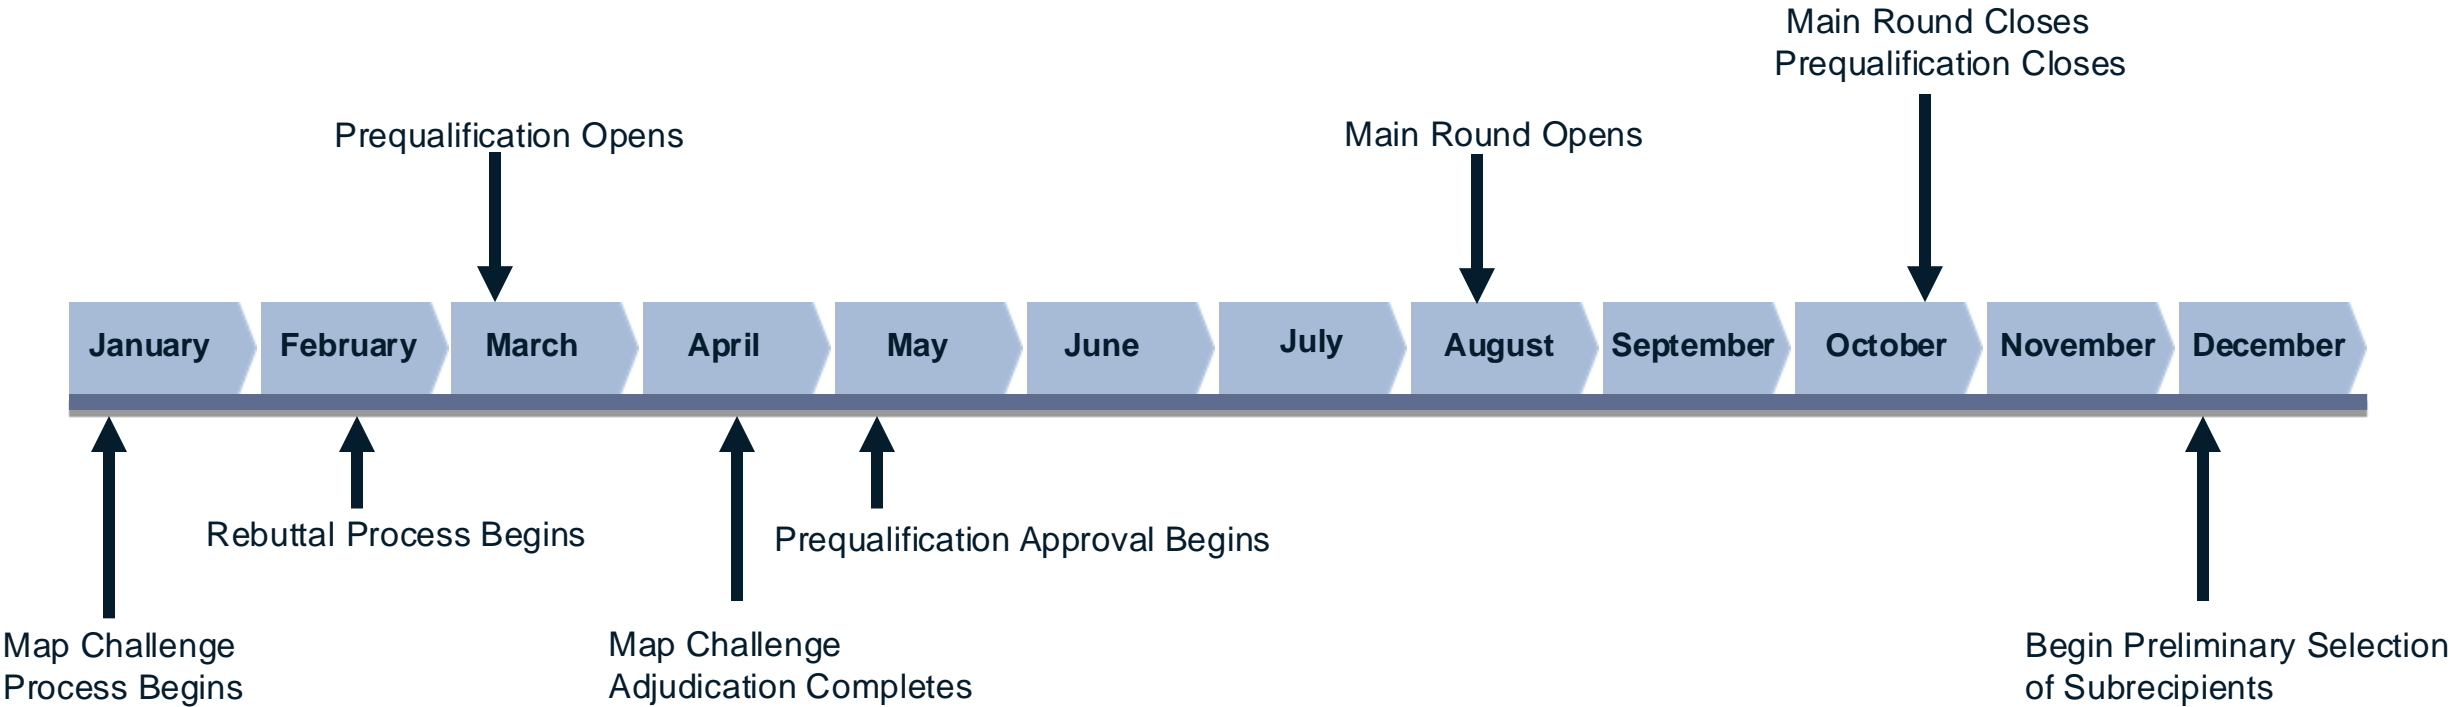 Main Round Closes
Prequalification Closes
Prequalification Opens
Main Round Opens
January
February
March
April
May
June
July
August
September
October
November
December
Rebuttal Process Begins
Prequalification Approval Begins
Map Challenge
Process Begins
Map Challenge
Adjudication Completes
Begin Preliminary Selection
of Subrecipients